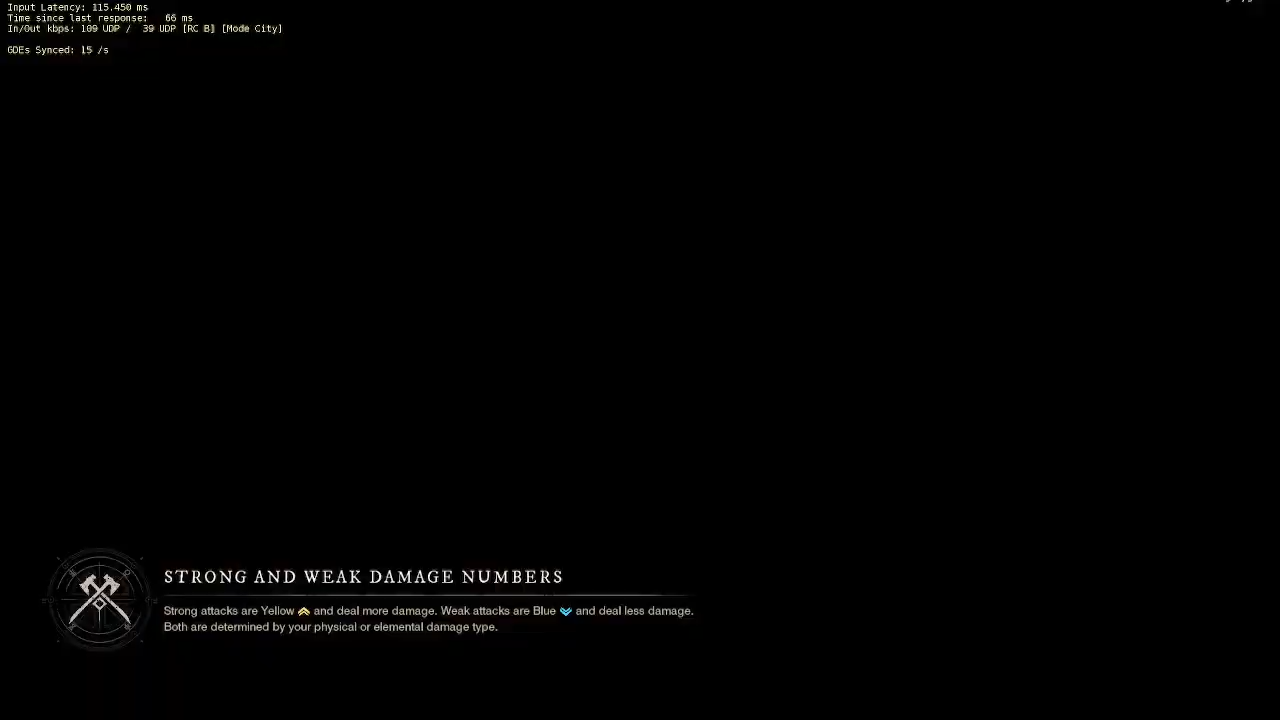 Input Latency: 115.450 ms
Time since last response:   66 ms
In/Out kbps: 109 UDP /  39 UDP [RC B] [Mode City]
GDEs Synced: 15 /s
STRONG AND WEAK DAMAGE NUMBERS
Strong attacks are Yellow and deal more damage. Weak attacks are Blue and deal less damage.
Both are determined by your physical or elemental damage type.